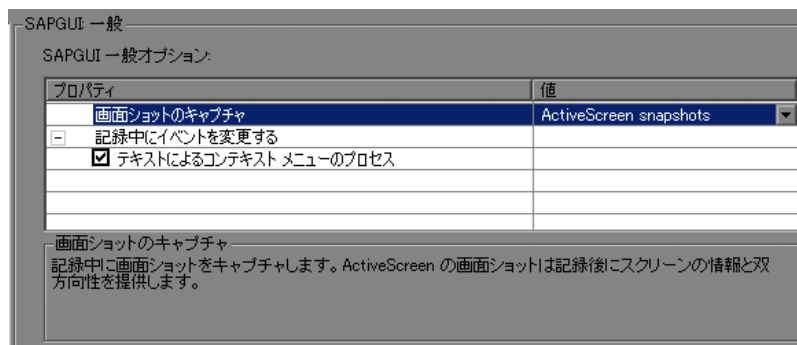 SAPGUI: 一般
SAPGUI 一般オプション:
プロパティ 値
画面ショットのキャプチャ ActiveScreen snapshots
記録中にイベントを変更する
テキストによるコンテキスト メニューのプロセス
画面ショットのキャプチャ
記録中に画面ショットをキャプチャします。ActiveScreen の画面ショットは記録後にスクリーンの情報と双
方向性を提供します。